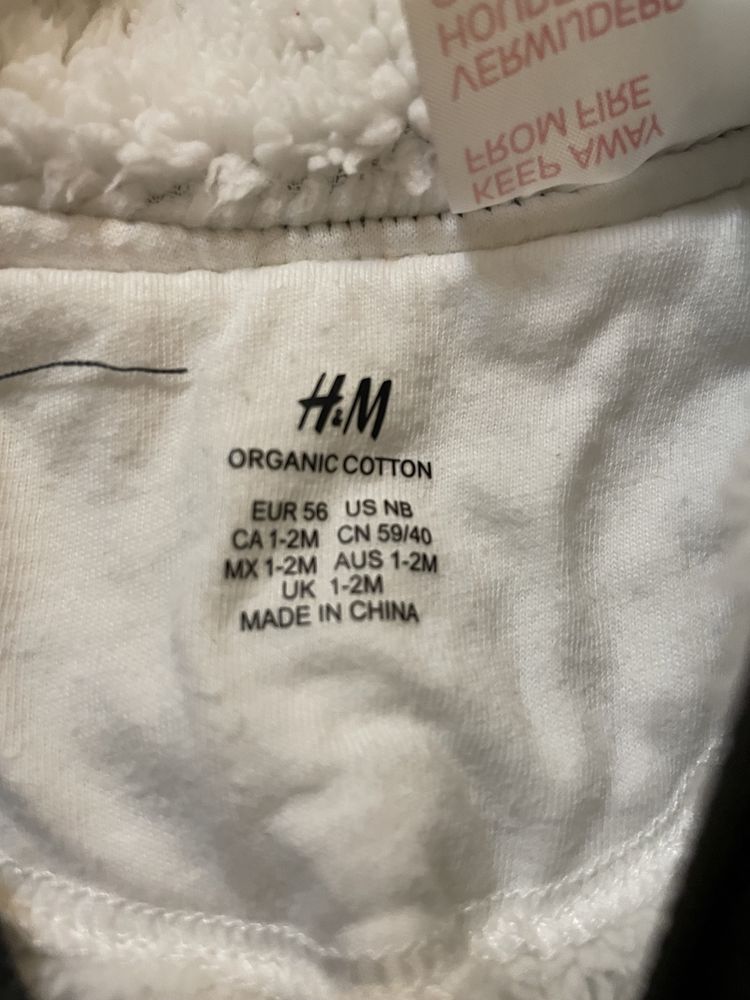 KEEP AWAY
FROM FIRE
VERWIJDERD
H&M
ORGANIC COTTON
EUR 56 US NB
CA 1-2M CN 59/40
MX 1-2M AUS 1-2M
UK 1-2M
MADE IN CHINA